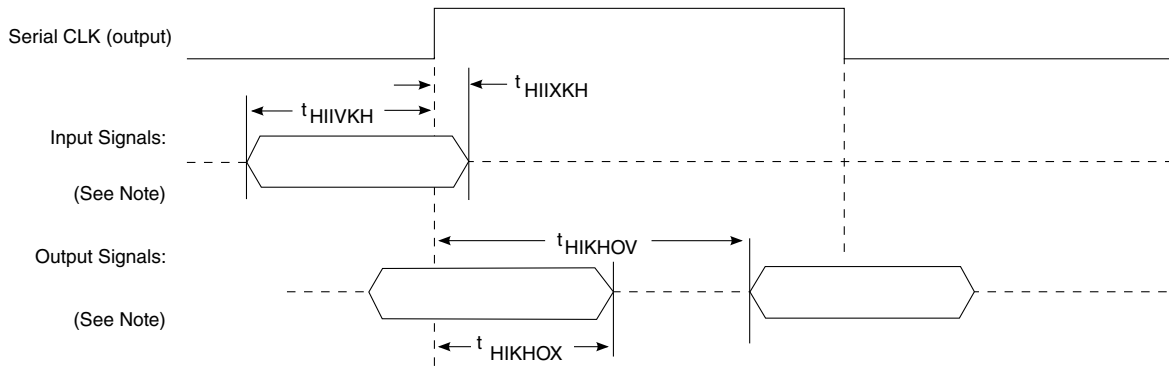 Serial CLK (output)
tHIIXKH
tHIIVKH
Input Signals:
(See Note)
tHIKHOV
Output Signals:
(See Note)
tHIKHOX